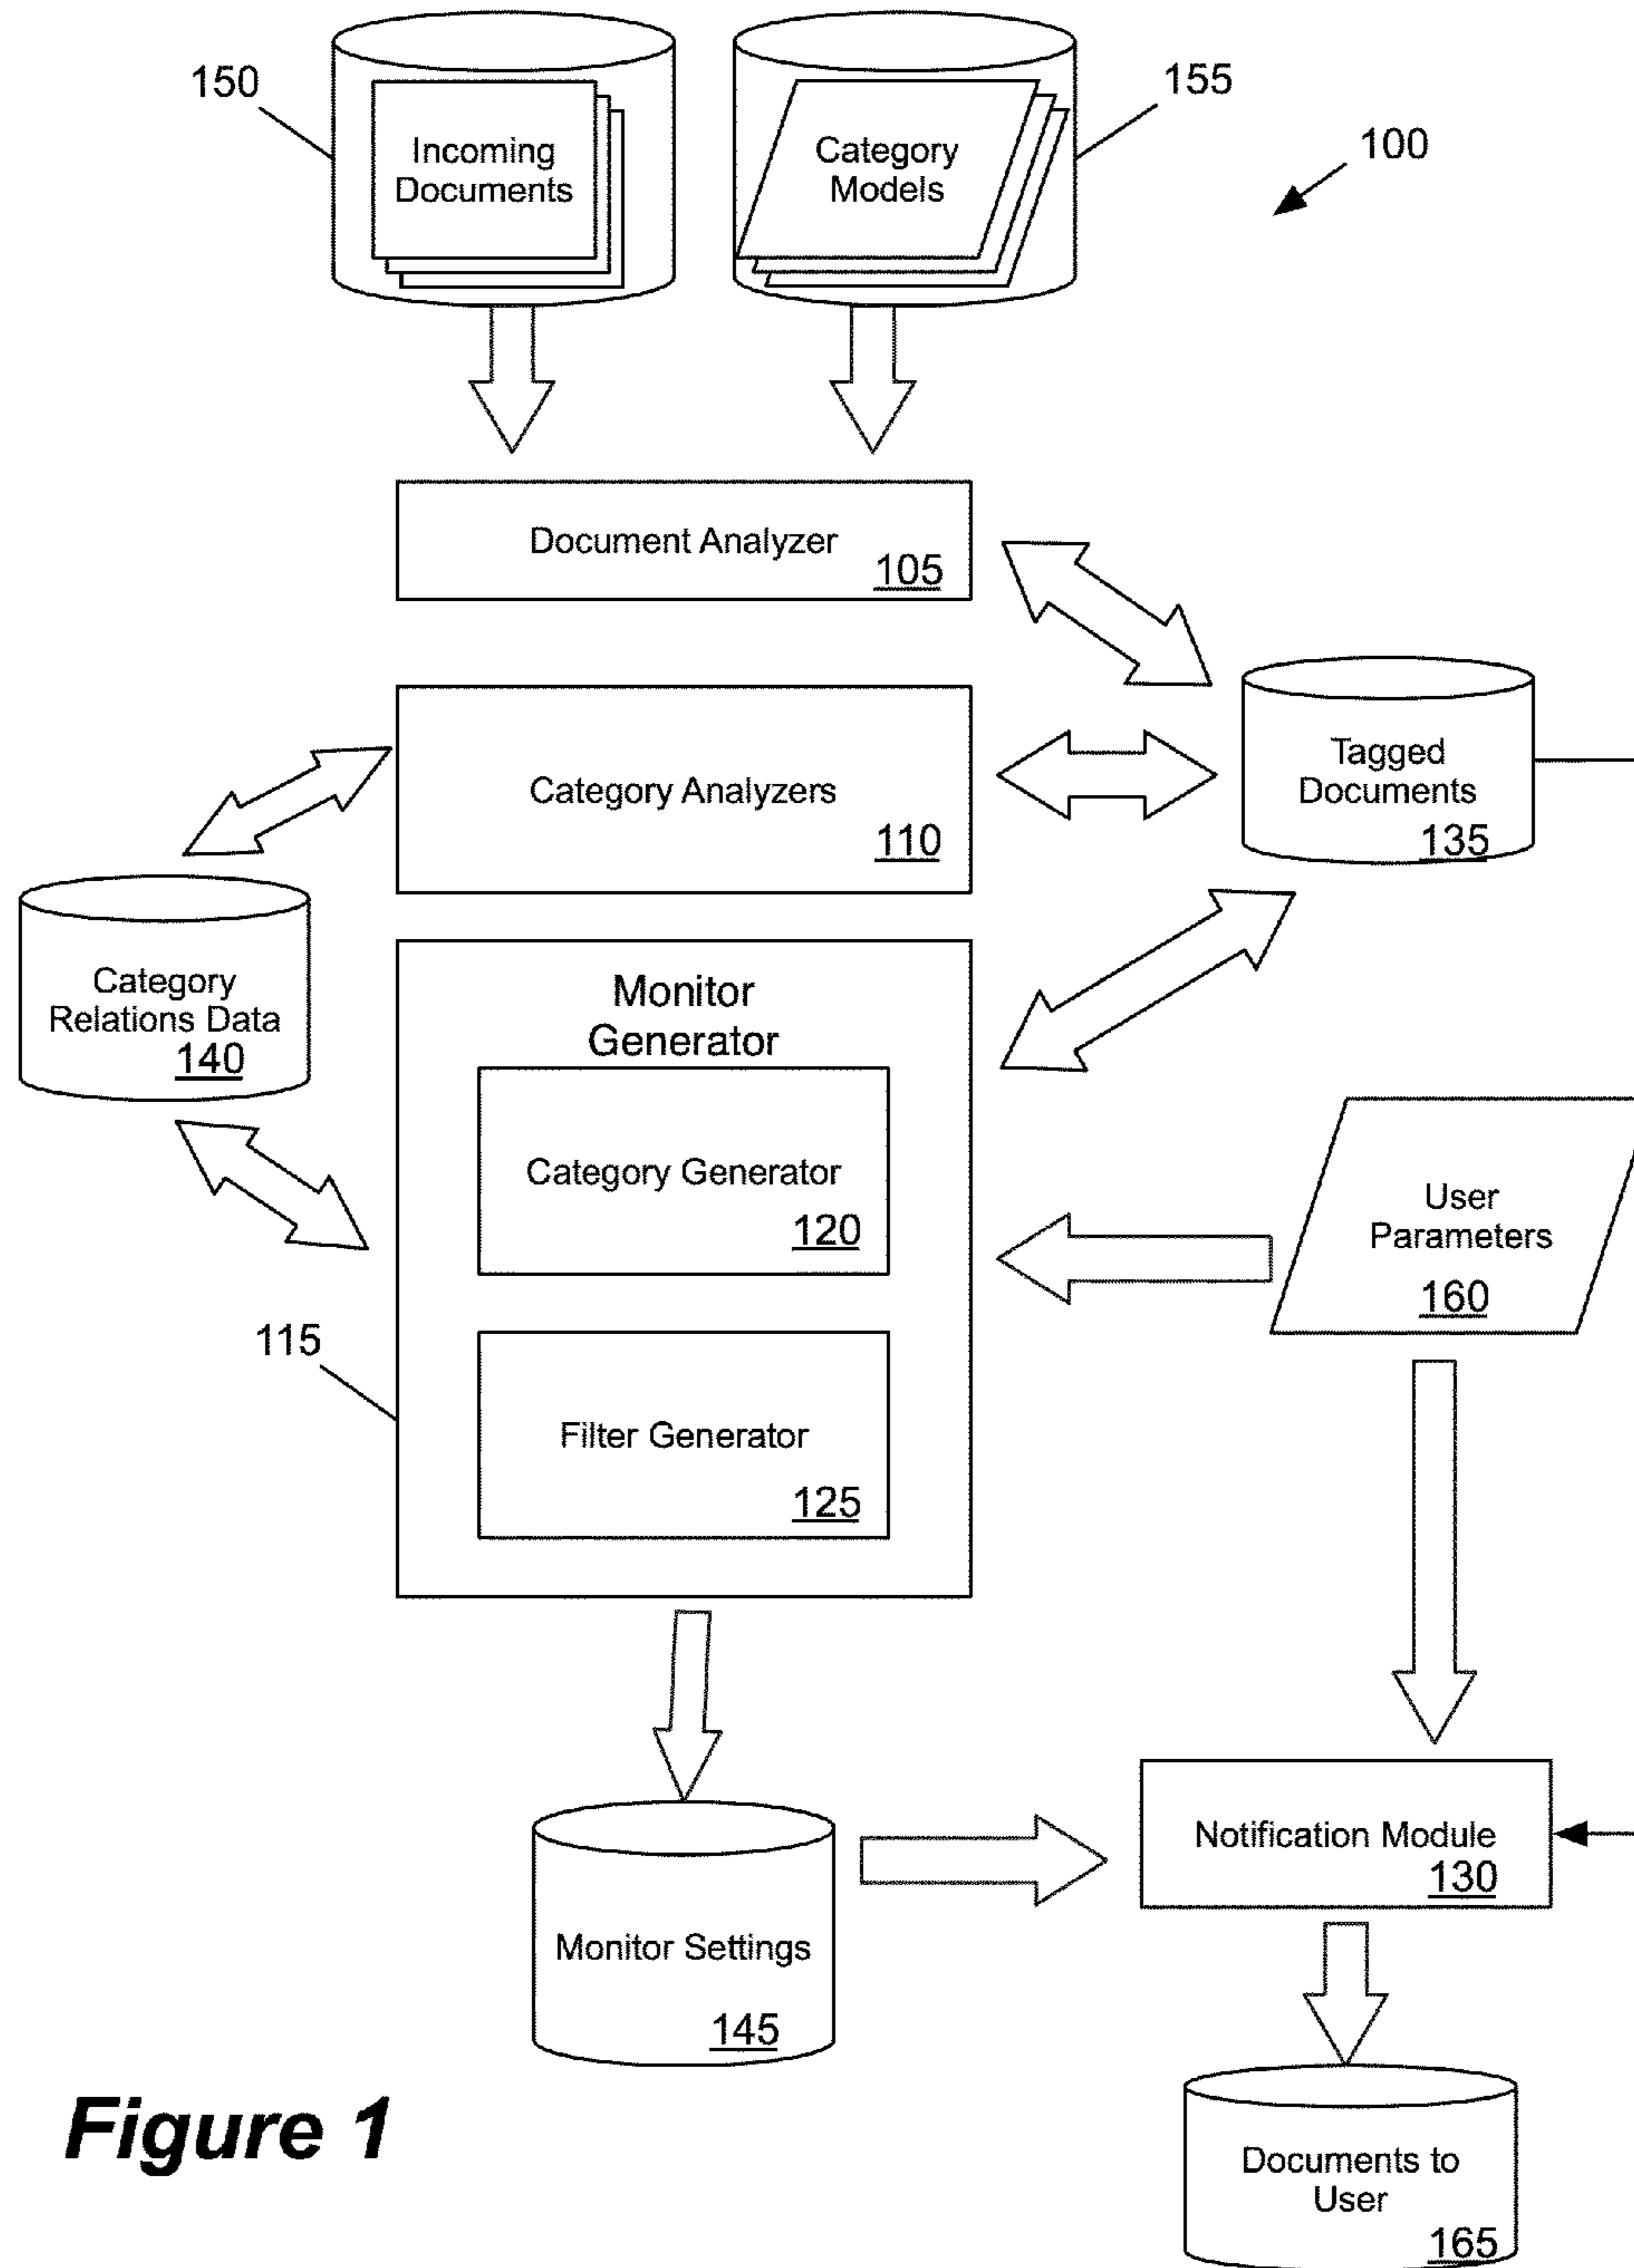 150
Incoming
Documents
Category
Models
155
100
Document Analyzer
105
Category Analyzers
110
Tagged
Documents
135
Category
Relations Data
140
Monitor
Generator
Category Generator
120
User
Parameters
160
115
Filter Generator
125
Notification Module
130
Monitor Settings
145
Documents to
User
165
Figure 1